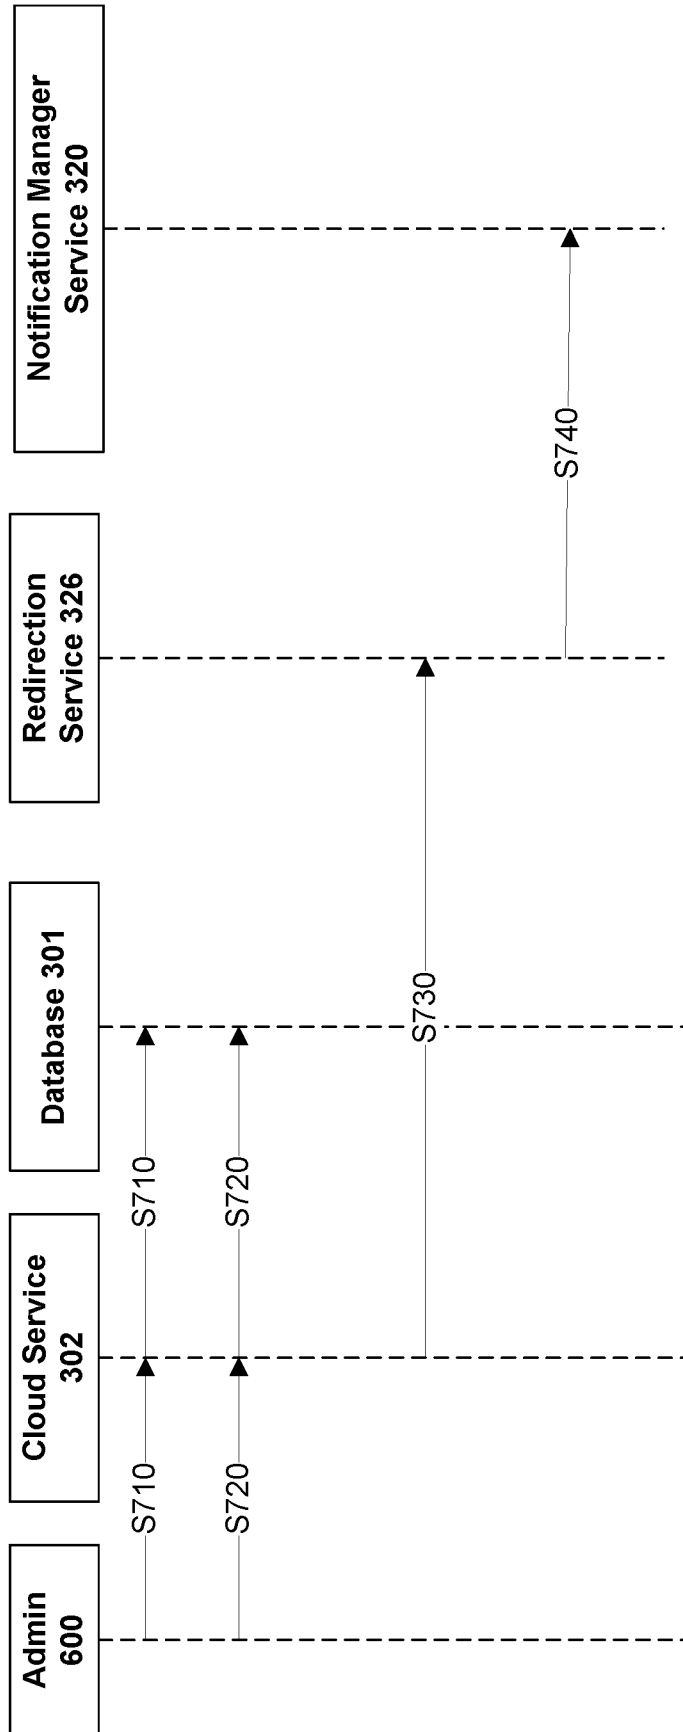 Admin
600
Cloud Service
302
Database 301
Redirection
Service 326
Notification Manager
Service 320
S710
S710
S720
S720
S730
S740